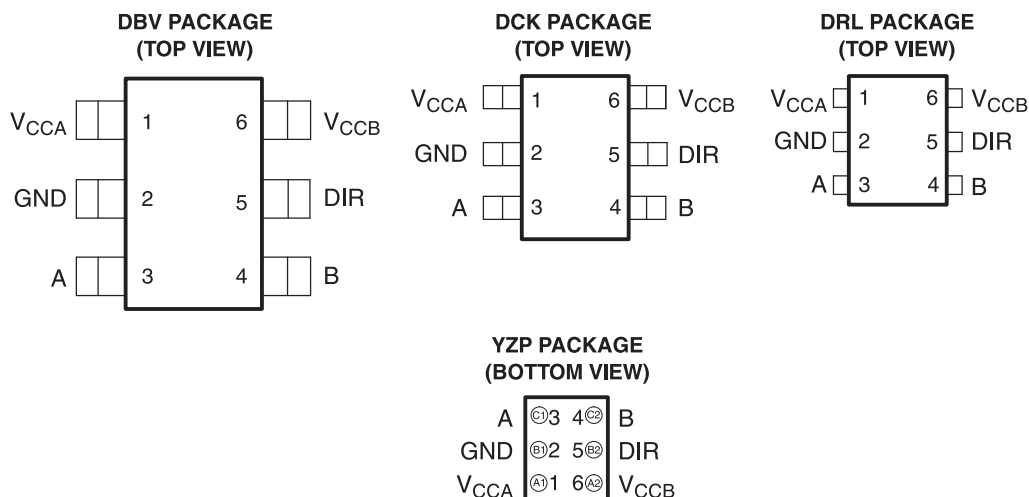 DBV PACKAGE
(TOP VIEW)
VCCA 1 6 VCCB
GND 2 5 DIR
A 3 4 B
DCK PACKAGE
(TOP VIEW)
VCCA 1 6 VCCB
GND 2 5 DIR
A 3 4 B
DRL PACKAGE
(TOP VIEW)
VCCA 1 6 VCCB
GND 2 5 DIR
A 3 4 B
YZP PACKAGE
(BOTTOM VIEW)
A C1 3 4 C2 B
GND B1 2 5 B2 DIR
VCCA A1 1 6 A2 VCCB